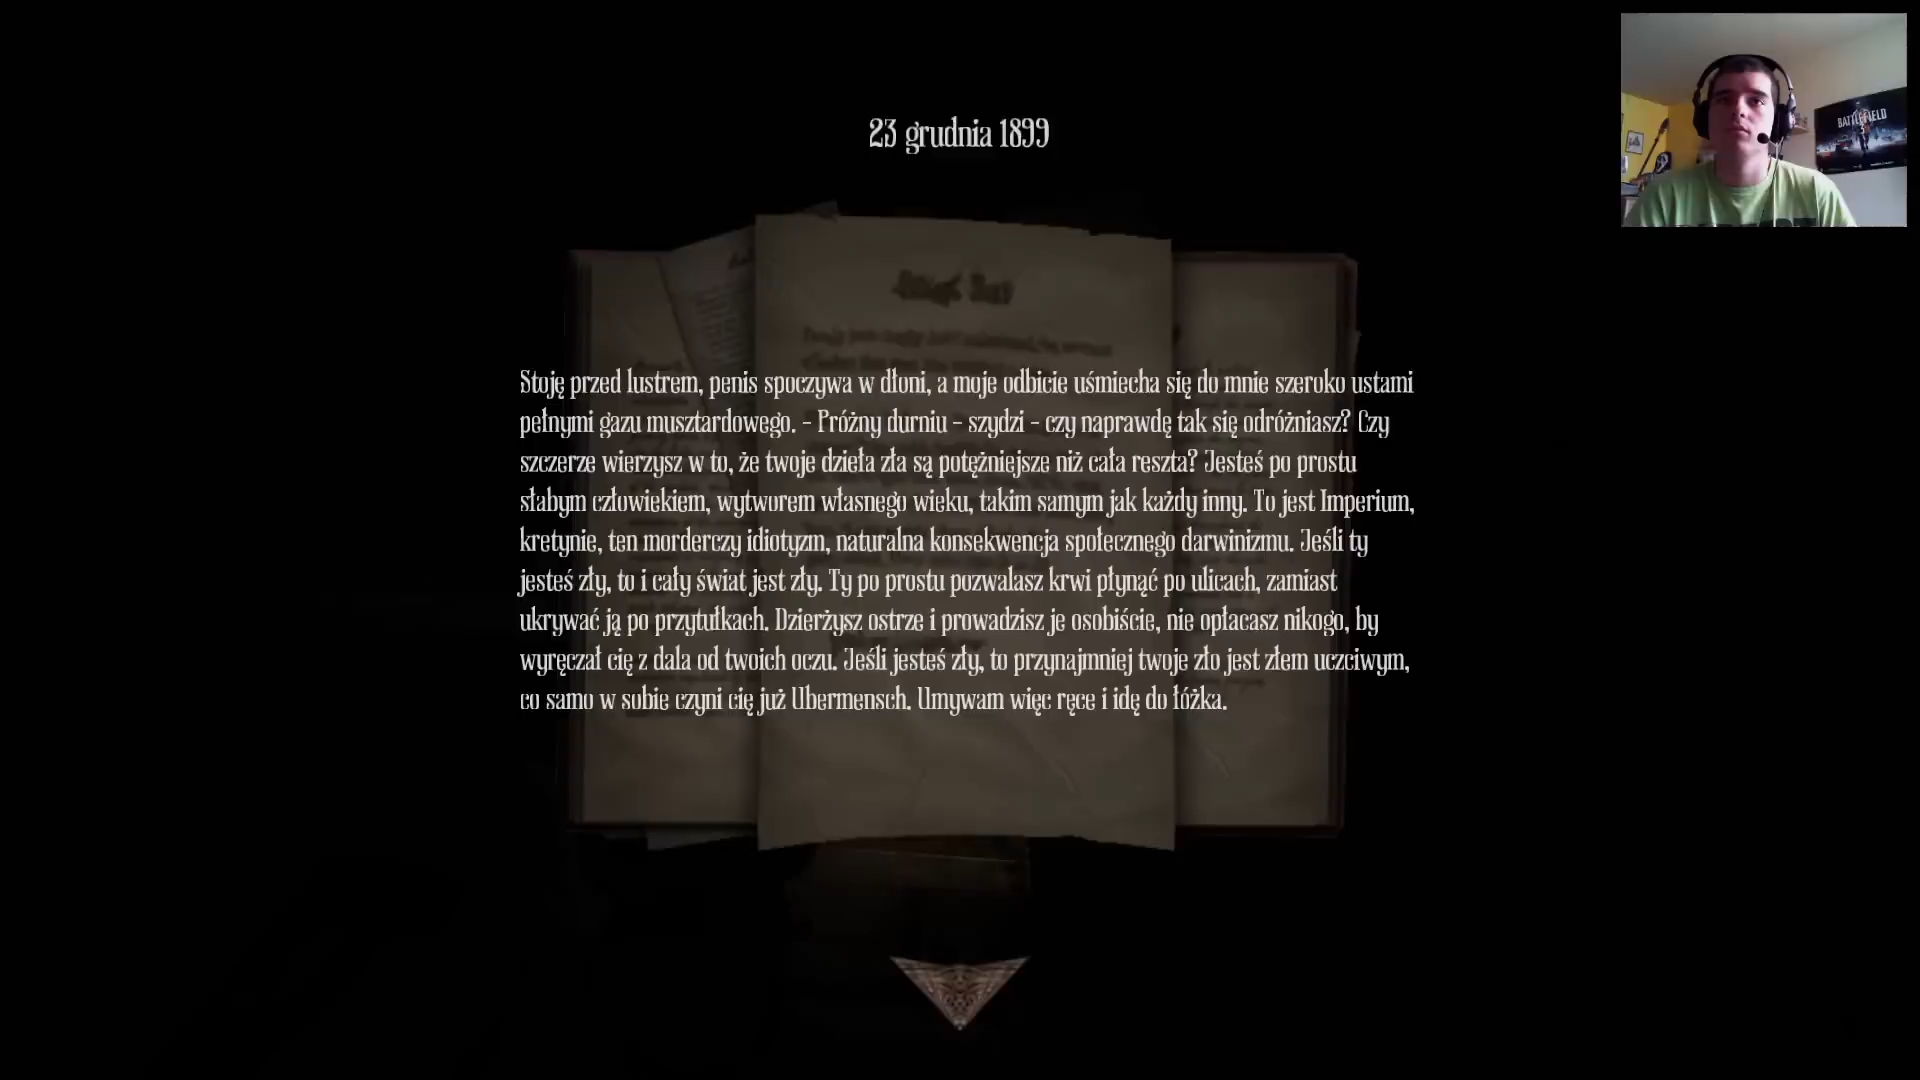 23 grudnia 1899
BATTLEFIELD
3
Stoję przed lustrem, penis spoczywa w dłoni, a moje odbicie uśmiecha się do mnie szeroko ustami
pełnymi gazu musztardowego. - Próżny durniu - szydzi - czy naprawdę tak się odróżniasz? Czy
szczerze wierzysz w to, że twoje dzieła zła są potężniejsze niż cała reszta? Jesteś po prostu
słabym człowiekiem, wytworem własnego wieku, takim samym jak każdy inny. To jest Imperium,
kretynie, ten morderczy idiotyzm, naturalna konsekwencja społecznego darwinizmu. Jeśli ty
jesteś zły, to i cały świat jest zły. Ty po prostu pozwalasz krwi płynąć po ulicach, zamiast
ukrywać ją po przytułkach. Dzierżysz ostrze i prowadzisz je osobiście, nie opłacasz nikogo, by
wyręczał cię z dala od twoich oczu. Jeśli jesteś zły, to przynajmniej twoje zło jest złem uczciwym,
co samo w sobie czyni cię już Ubermensch. Umywam więc ręce i idę do łóżka.